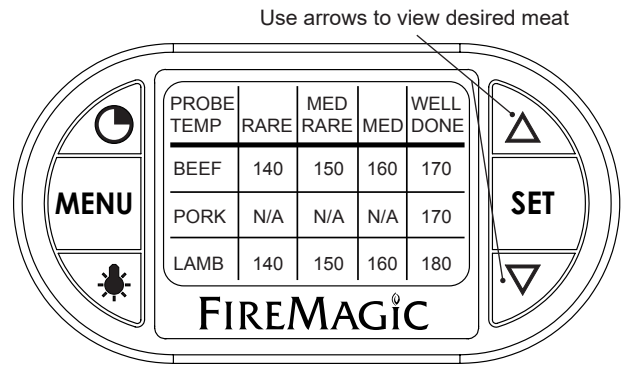 Use arrows to view desired meat
PROBE TEMP RARE MED RARE MED WELL DONE
BEEF 140 150 160 170
PORK N/A N/A N/A 170
LAMB 140 150 160 180
MENU
SET
FIREMAGIC